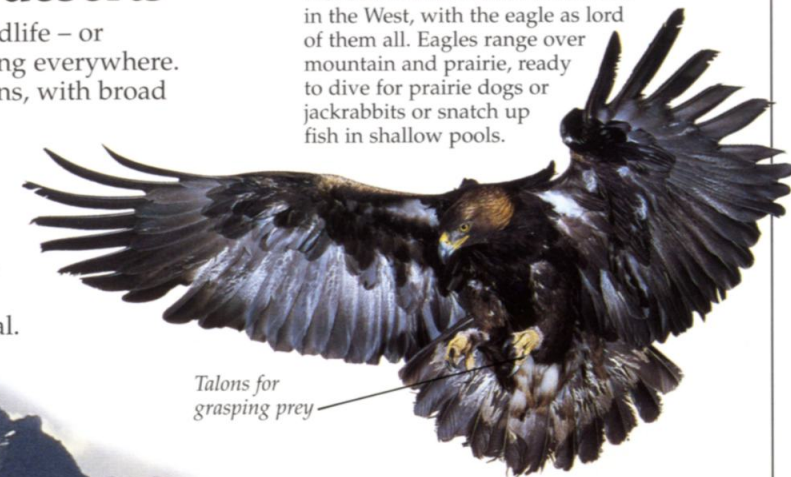 dlife – or
ng everywhere.
ns, with broad
al.
in the West, with the eagle as lord
of them all. Eagles range over
mountain and prairie, ready
to dive for prairie dogs or
jackrabbits or snatch up
fish in shallow pools.
Talons for
grasping prey